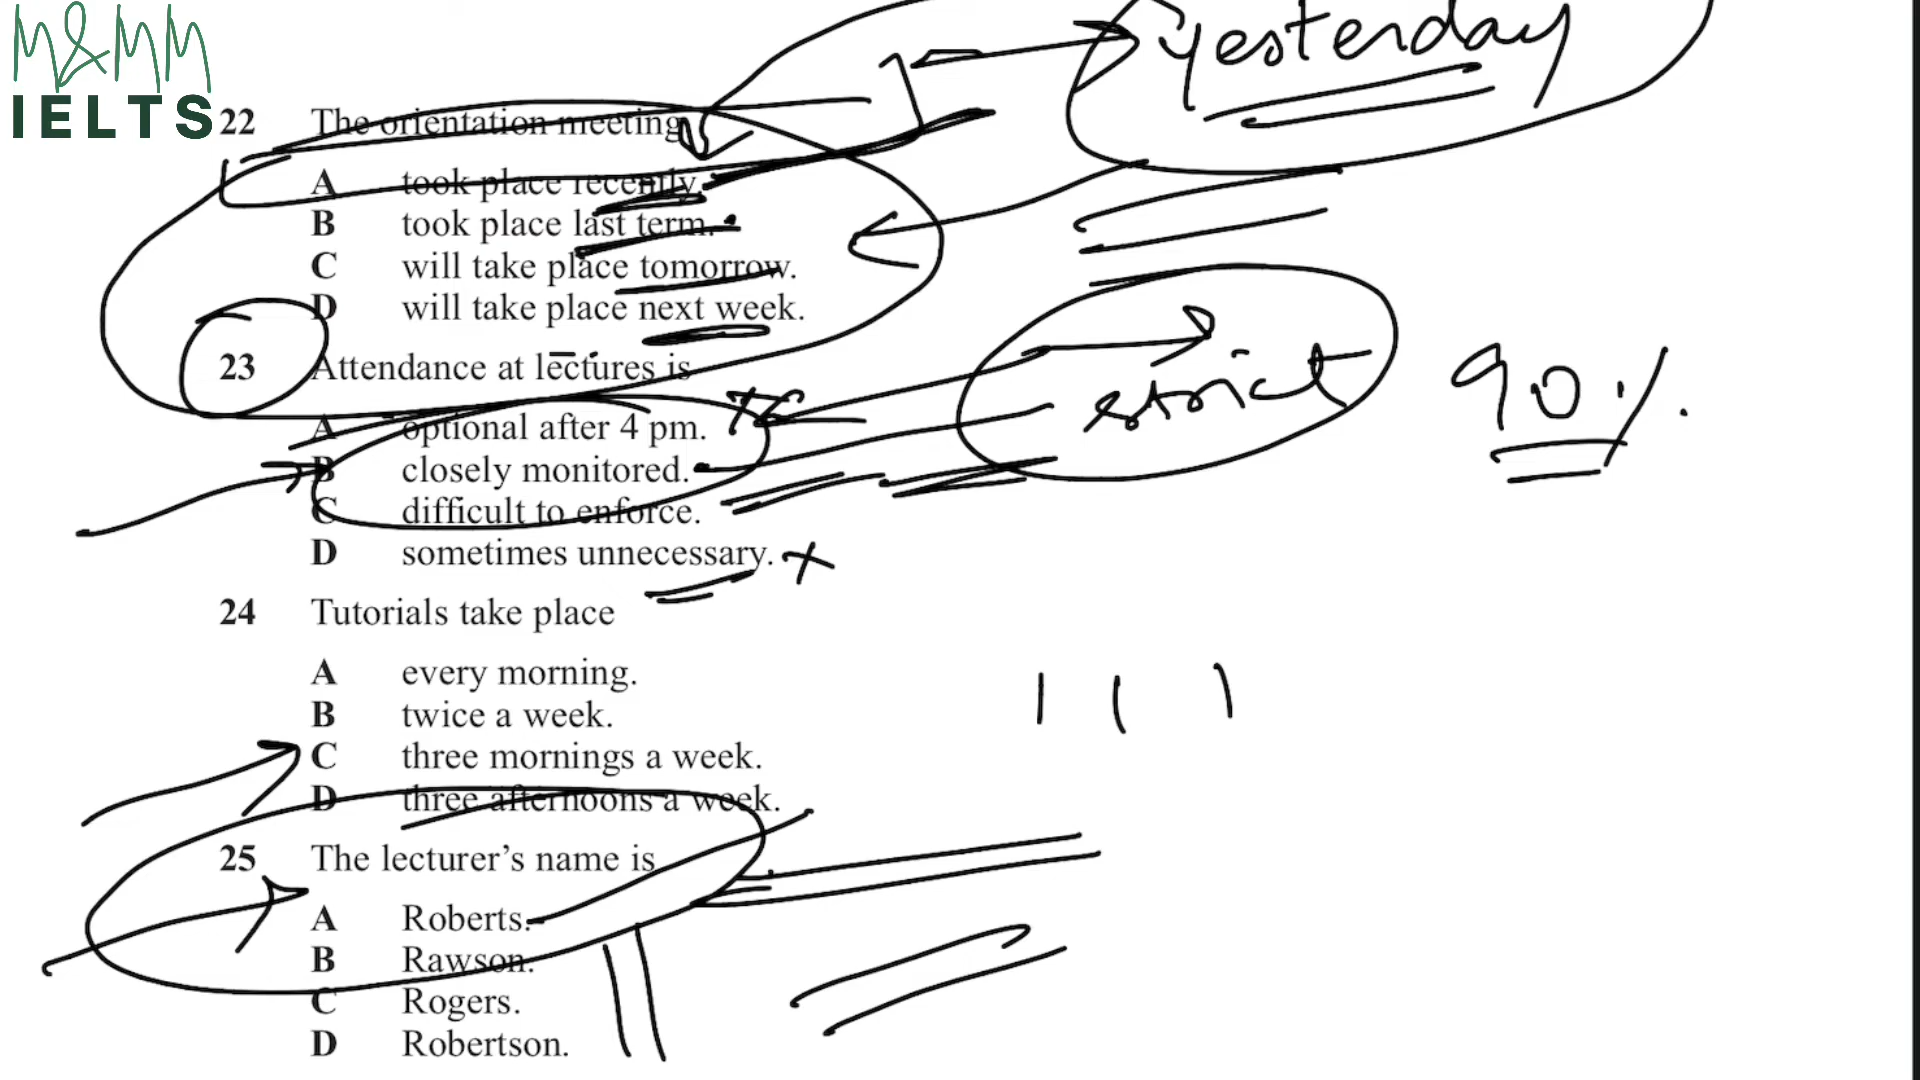 M&MM
IELTS
yesterday
22 The orientation meeting
A took place recently.
B took place last term.
C will take place tomorrow.
D will take place next week.
23 Attendance at lectures is
A optional after 4 pm.
B closely monitored.
C difficult to enforce.
D sometimes unnecessary.
strict
90%.
24 Tutorials take place
A every morning.
B twice a week.
C three mornings a week.
D three afternoons a week.
25 The lecturer's name is
A Roberts.
B Rawson.
C Rogers.
D Robertson.